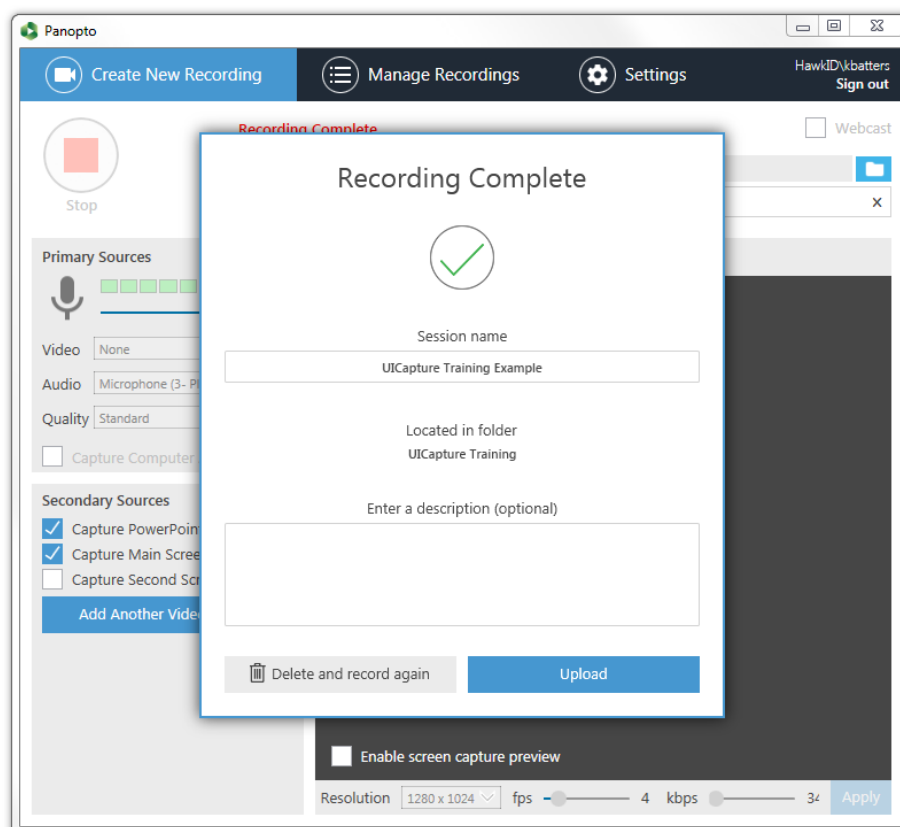 Panopto
Create New Recording
Manage Recordings
Settings
HawkID\kbatters
Sign out
Recording Complete
Webcast
Stop
Recording Complete
Primary Sources
Session name
Video None
UICapture Training Example
Audio Microphone (3- Pl
Quality Standard
Located in folder
UICapture Training
Capture Computer
Secondary Sources
Enter a description (optional)
Capture PowerPoin
Capture Main Scree
Capture Second Scr
Add Another Vide
Delete and record again
Upload
Enable screen capture preview
Resolution 1280 x 1024 fps 4 kbps 34 Apply